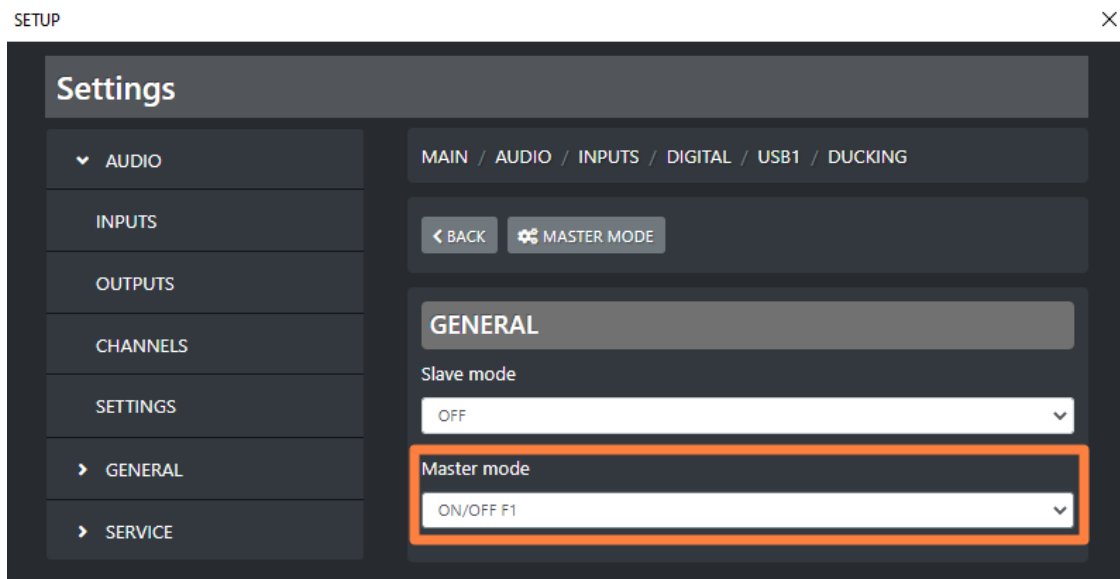 SETUP
Settings
AUDIO
INPUTS
OUTPUTS
CHANNELS
SETTINGS
GENERAL
SERVICE
MAIN / AUDIO / INPUTS / DIGITAL / USB1 / DUCKING
BACK
MASTER MODE
GENERAL
Slave mode
OFF
Master mode
ON/OFF F1